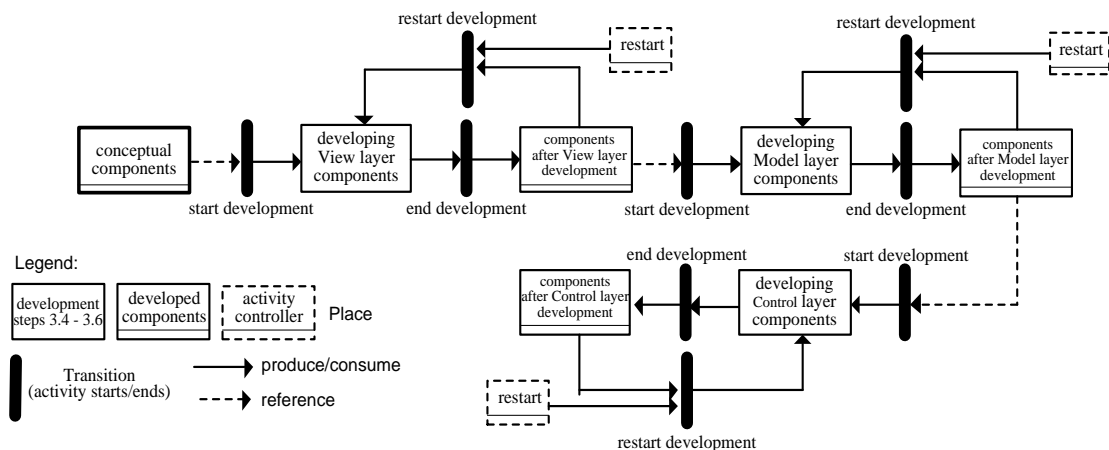 restart development
restart
restart development
restart
conceptual
components
start development
developing
View layer
components
end development
components
after View layer
development
start development
developing
Model layer
components
end development
components
after Model layer
development
Legend:
development
steps 3.4 - 3.6
developed
components
activity
controller
Place
Transition
(activity starts/ends)
produce/consume
reference
end development
start development
components
after Control layer
development
developing
Control layer
components
restart
restart development